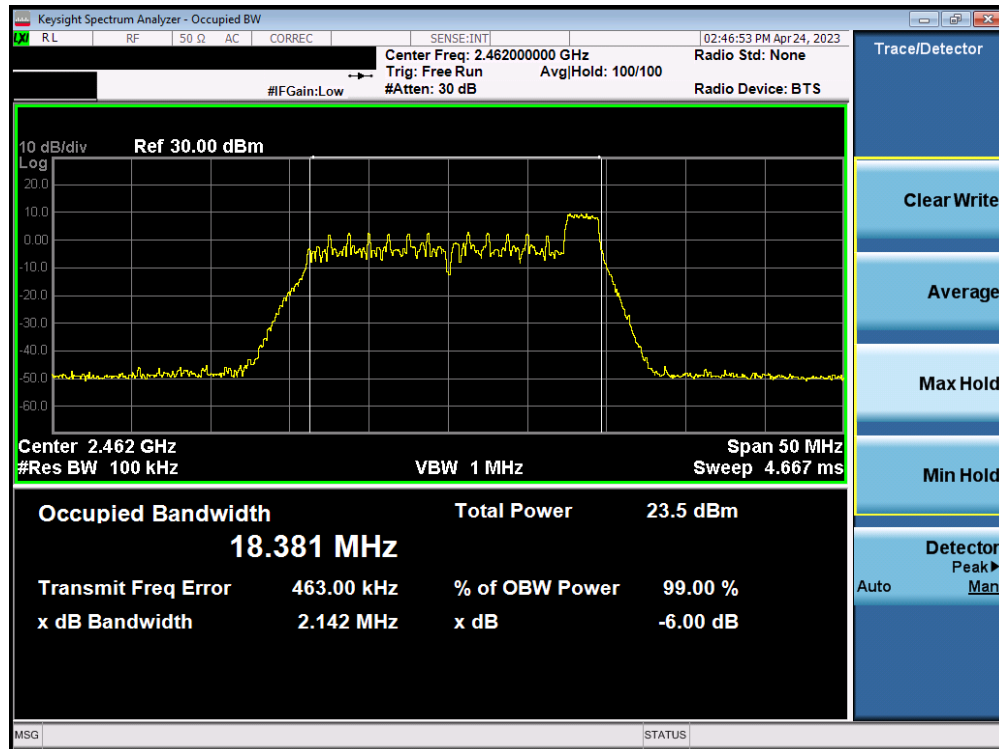 Keysight Spectrum Analyzer - Occupied BW
LXI RL RF 50 Ω AC CORREC SENSE:INT 02:46:53 PM Apr 24, 2023
Center Freq: 2.462000000 GHz Radio Std: None
Trig: Free Run Avg|Hold: 100/100
#IFGain:Low #Atten: 30 dB Radio Device: BTS
10 dB/div Ref 30.00 dBm
Log
20.0
10.0
0.00
-10.0
-20.0
-30.0
-40.0
-50.0
-60.0
Center 2.462 GHz Span 50 MHz
#Res BW 100 kHz VBW 1 MHz Sweep 4.667 ms
Occupied Bandwidth Total Power 23.5 dBm
18.381 MHz
Transmit Freq Error 463.00 kHz % of OBW Power 99.00 %
x dB Bandwidth 2.142 MHz x dB -6.00 dB
MSG STATUS
Trace/Detector
Clear Write
Average
Max Hold
Min Hold
Detector
Peak▶
Auto Man